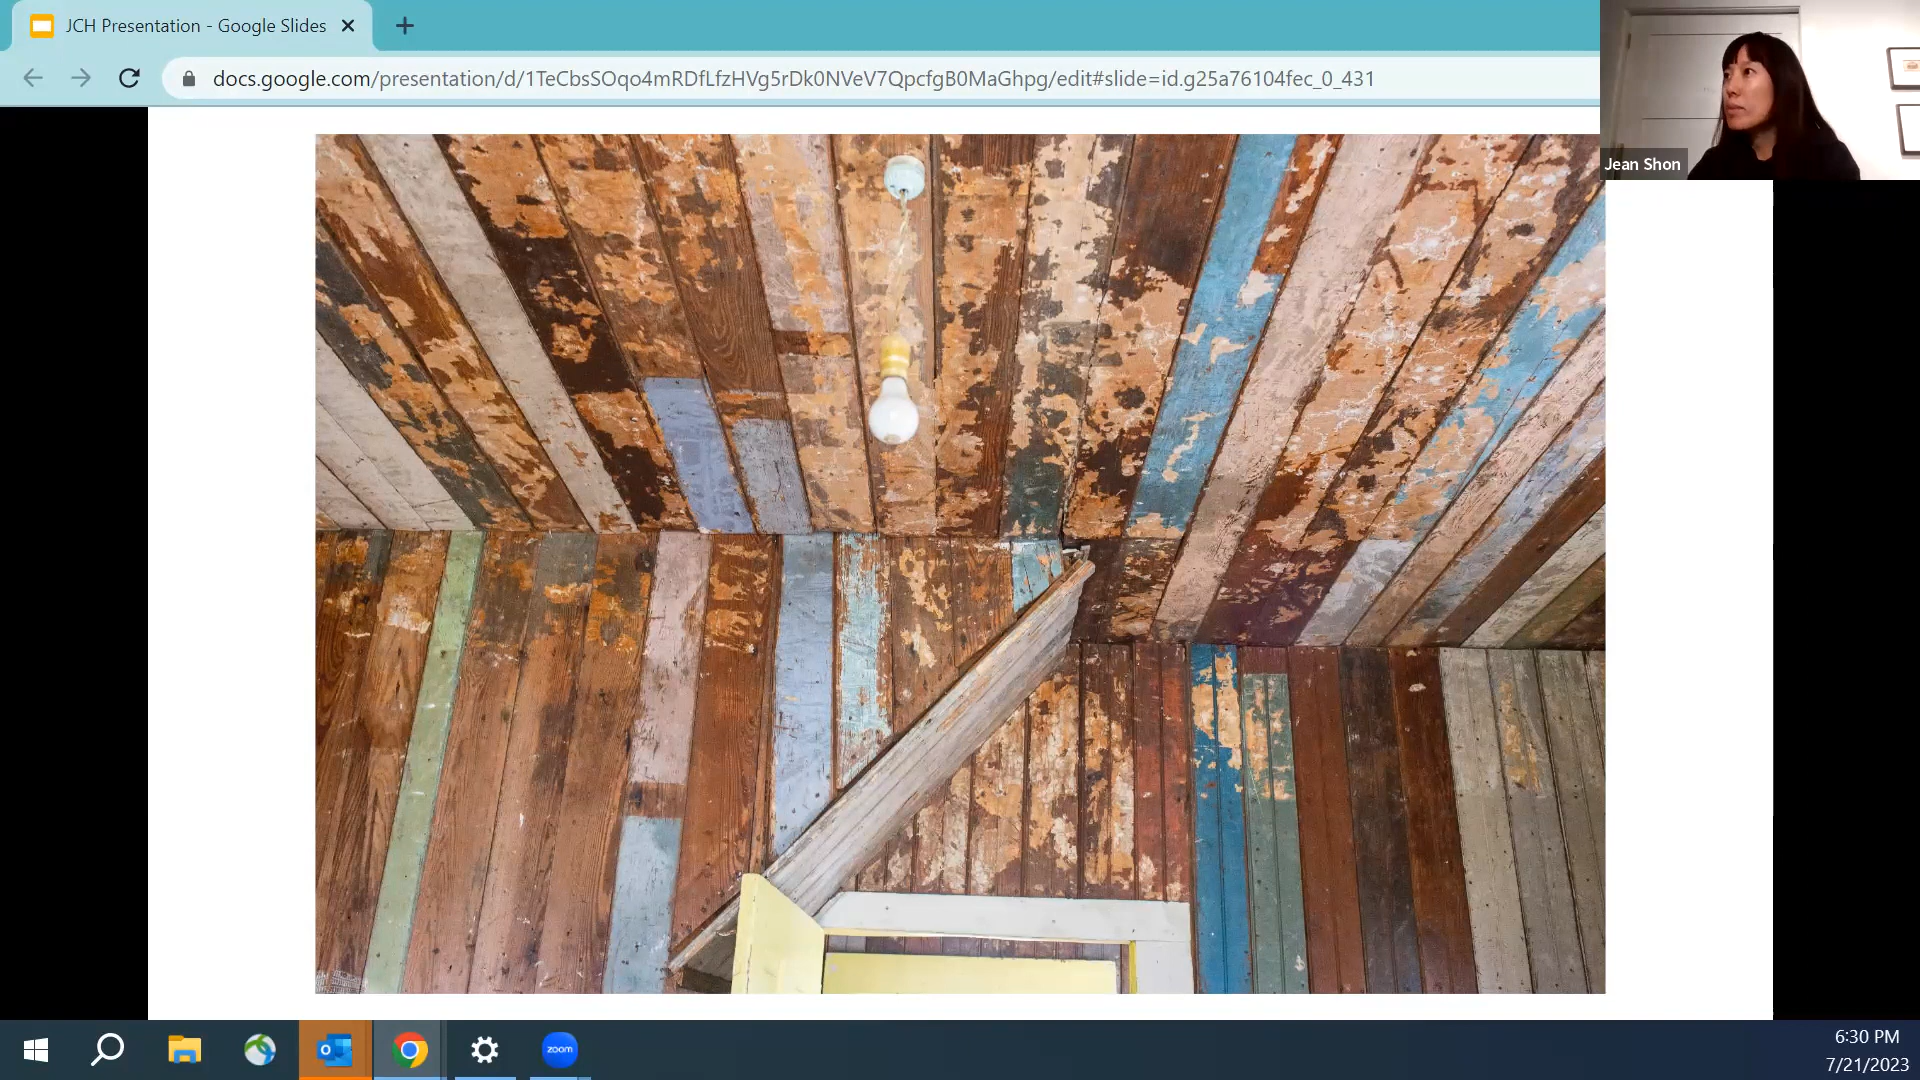 JCH Presentation - Google Slides
docs.google.com/presentation/d/1TeCbsSOqo4mRDfLfzHVg5rDk0NVeV7QpcfgB0MaGhpg/edit#slide=id.g25a76104fec_0_431
Jean Shon
zoom
6:30 PM
7/21/2023